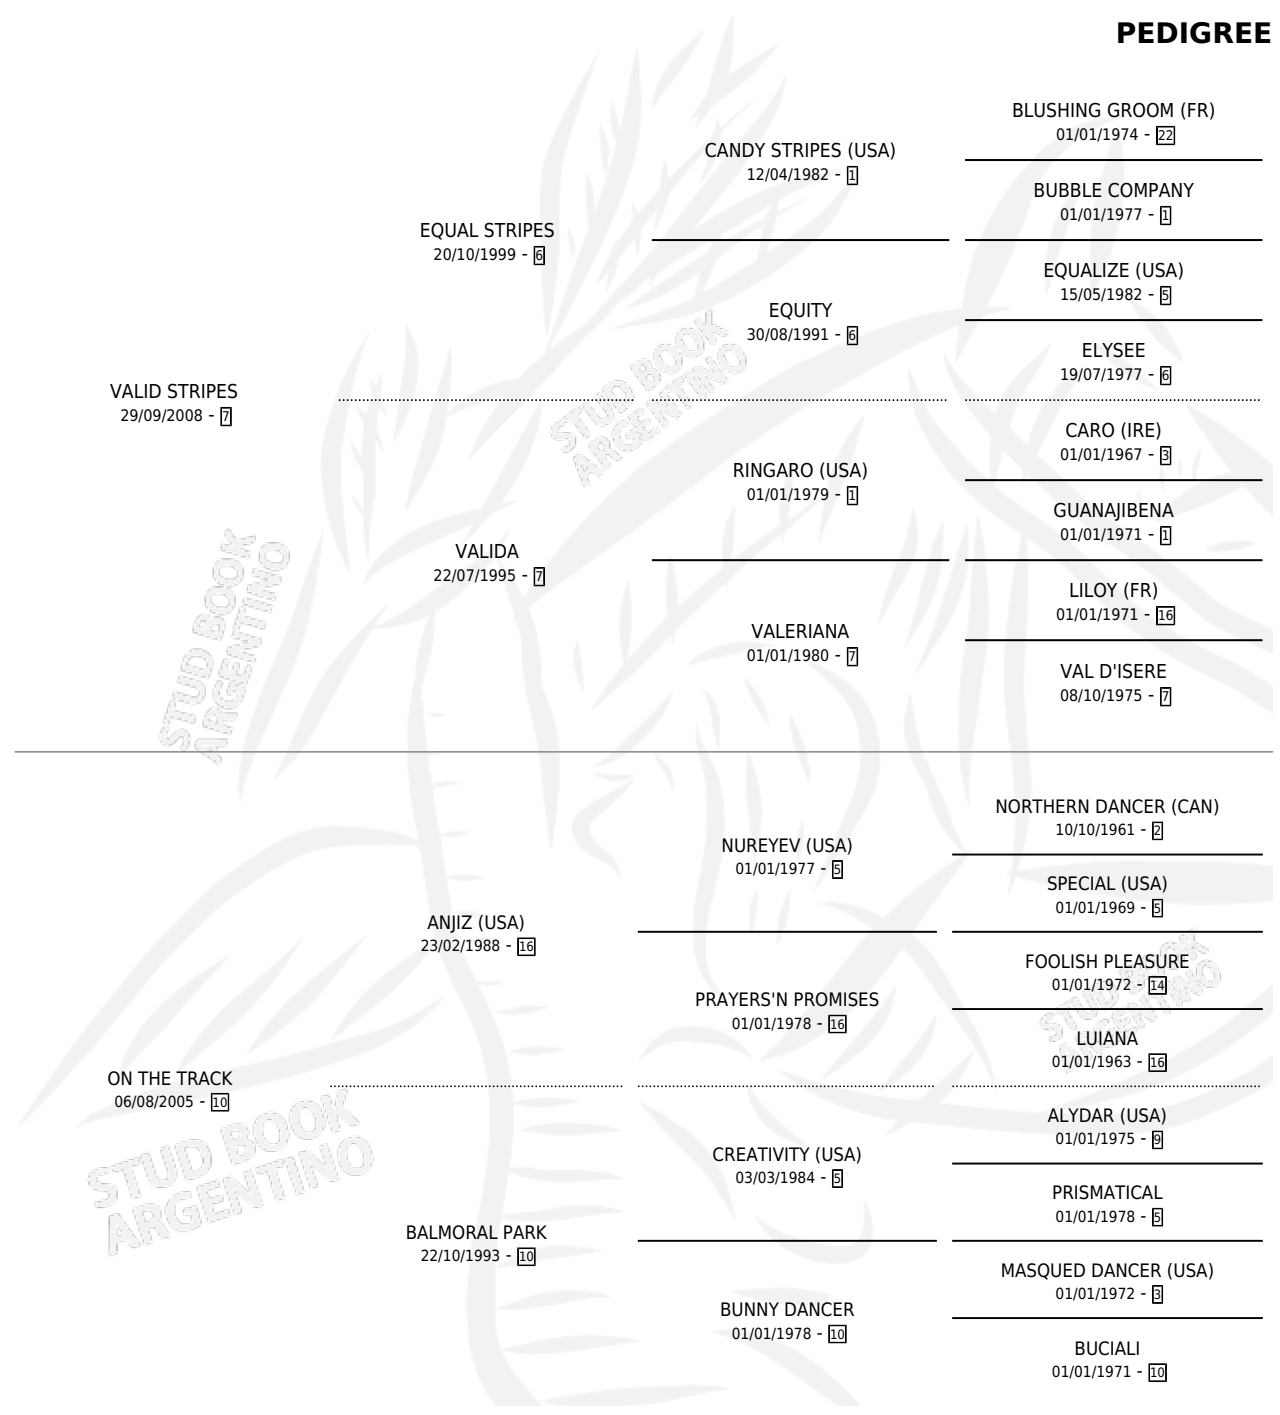 PEDIGREE
VALID STRIPES
29/09/2008 - 7
EQUAL STRIPES
20/10/1999 - 6
CANDY STRIPES (USA)
12/04/1982 - 1
BLUSHING GROOM (FR)
01/01/1974 - 22
BUBBLE COMPANY
01/01/1977 - 1
EQUITY
30/08/1991 - 6
EQUALIZE (USA)
15/05/1982 - 5
ELYSEE
19/07/1977 - 6
VALIDA
22/07/1995 - 7
RINGARO (USA)
01/01/1979 - 1
CARO (IRE)
01/01/1967 - 3
GUANAJIBENA
01/01/1971 - 1
VALERIANA
01/01/1980 - 7
LILOY (FR)
01/01/1971 - 16
VAL D'ISERE
08/10/1975 - 7
ON THE TRACK
06/08/2005 - 10
ANJIZ (USA)
23/02/1988 - 16
NUREYEV (USA)
01/01/1977 - 5
NORTHERN DANCER (CAN)
10/10/1961 - 2
SPECIAL (USA)
01/01/1969 - 5
PRAYERS'N PROMISES
01/01/1978 - 16
FOOLISH PLEASURE
01/01/1972 - 14
LUIANA
01/01/1963 - 16
BALMORAL PARK
22/10/1993 - 10
CREATIVITY (USA)
03/03/1984 - 5
ALYDAR (USA)
01/01/1975 - 9
PRISMATICAL
01/01/1978 - 5
BUNNY DANCER
01/01/1978 - 10
MASQUED DANCER (USA)
01/01/1972 - 3
BUCIALI
01/01/1971 - 10
STUD BOOK
ARGENTINO
STUD BOOK
ARGENTINO
STUD BOOK
ARGENTINO
STUD BOOK
ARGENTINO